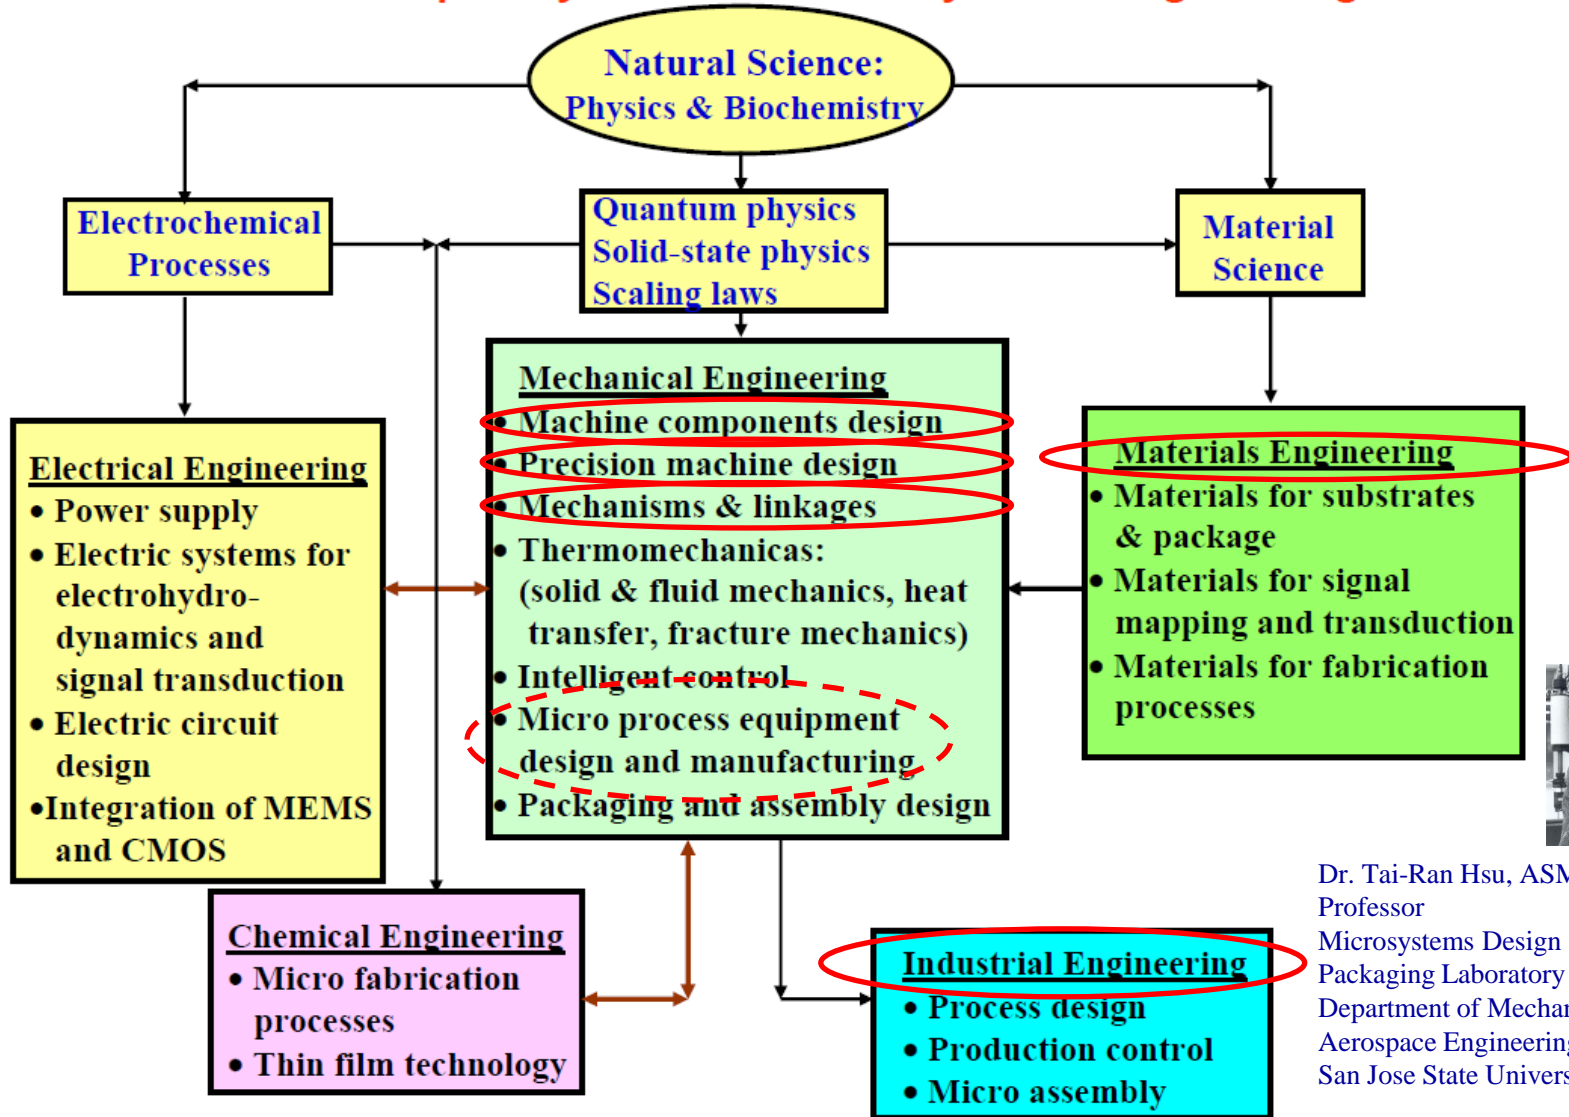 Natural Science:
Physics & Biochemistry
Electrochemical
Processes
Quantum physics
Solid-state physics
Scaling laws
Material
Science
Mechanical Engineering
• Machine components design
• Precision machine design
• Mechanisms & linkages
• Thermomechanicas:
(solid & fluid mechanics, heat
transfer, fracture mechanics)
• Intelligent control
• Micro process equipment
design and manufacturing
• Packaging and assembly design
Electrical Engineering
• Power supply
• Electric systems for
electrohydro-
dynamics and
signal transduction
• Electric circuit
design
•Integration of MEMS
and CMOS
Materials Engineering
• Materials for substrates
& package
• Materials for signal
mapping and transduction
• Materials for fabrication
processes
Chemical Engineering
• Micro fabrication
processes
• Thin film technology
Industrial Engineering
• Process design
• Production control
• Micro assembly
Dr. Tai-Ran Hsu,
Professor
Microsystems Design
Packaging Laboratory
Department of
Aerospace Engineering
San Jose State